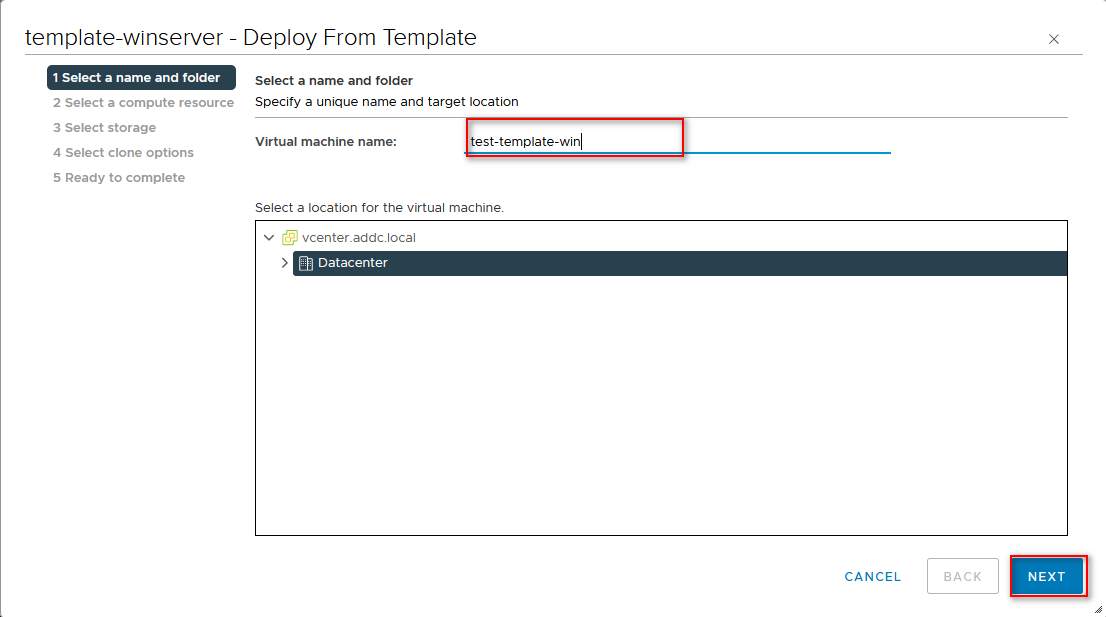 template-winserver - Deploy From Template
1 Select a name and folder
2 Select a compute resource
3 Select storage
4 Select clone options
5 Ready to complete
Select a name and folder
Specify a unique name and target location
Virtual machine name: test-template-win
Select a location for the virtual machine.
vcenter.addc.local
Datacenter
CANCEL BACK NEXT